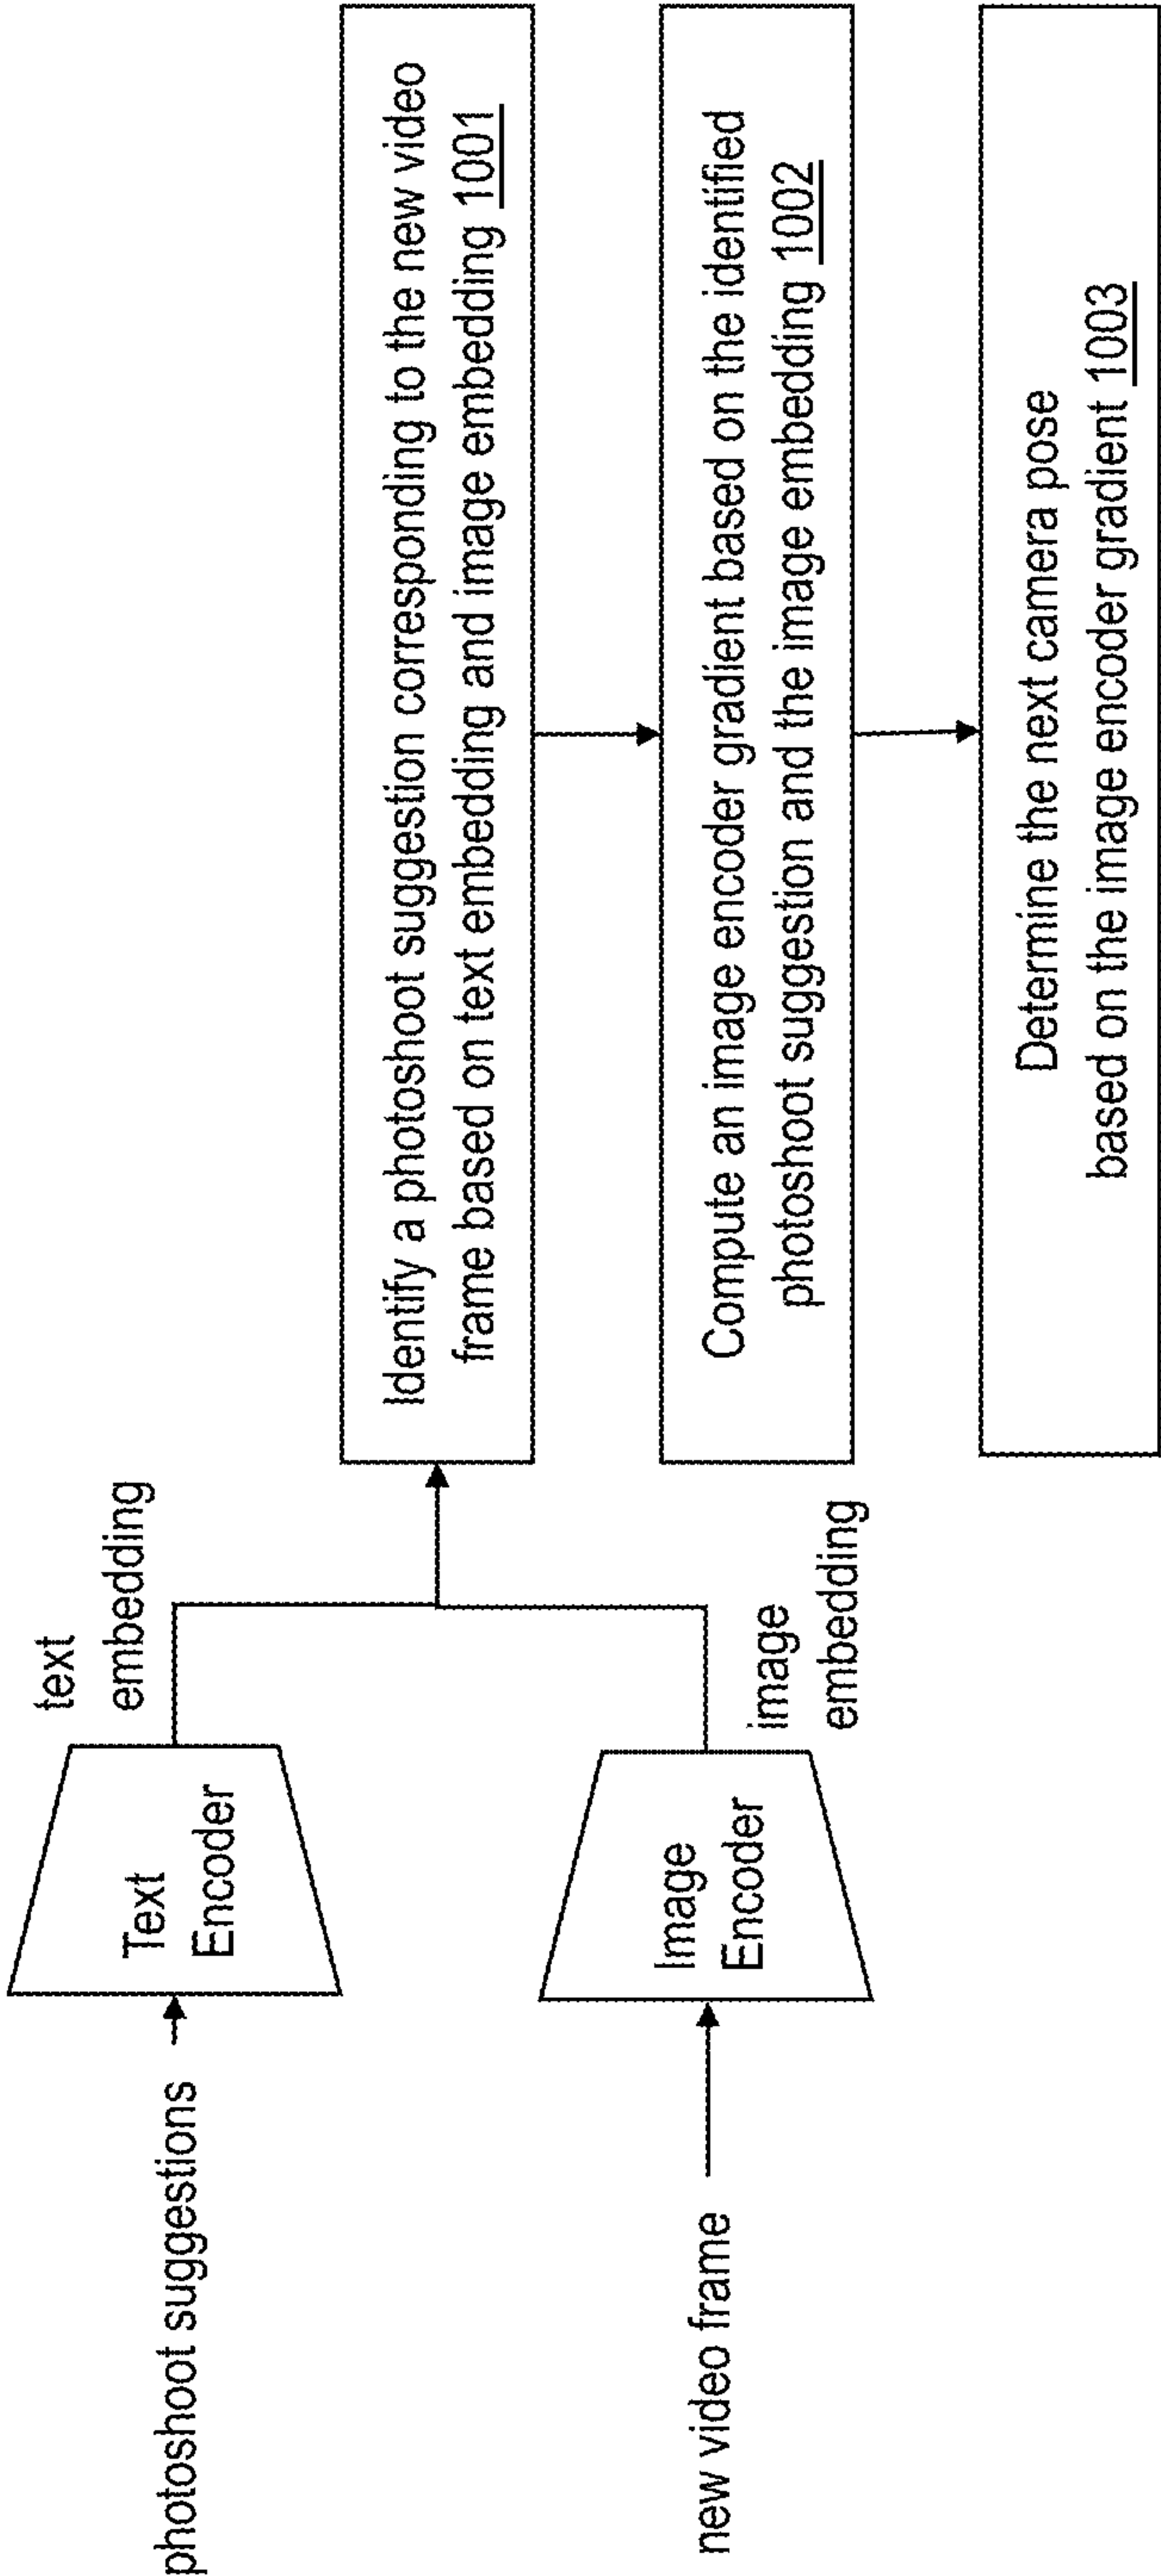 photoshoot suggestions
Text
Encoder
text
embedding
new video frame
Image
Encoder
image
embedding
Identify a photoshoot suggestion corresponding to the new video
frame based on text embedding and image embedding 1001
Compute an image encoder gradient based on the identified
photoshoot suggestion and the image embedding 1002
Determine the next camera pose
based on the image encoder gradient 1003